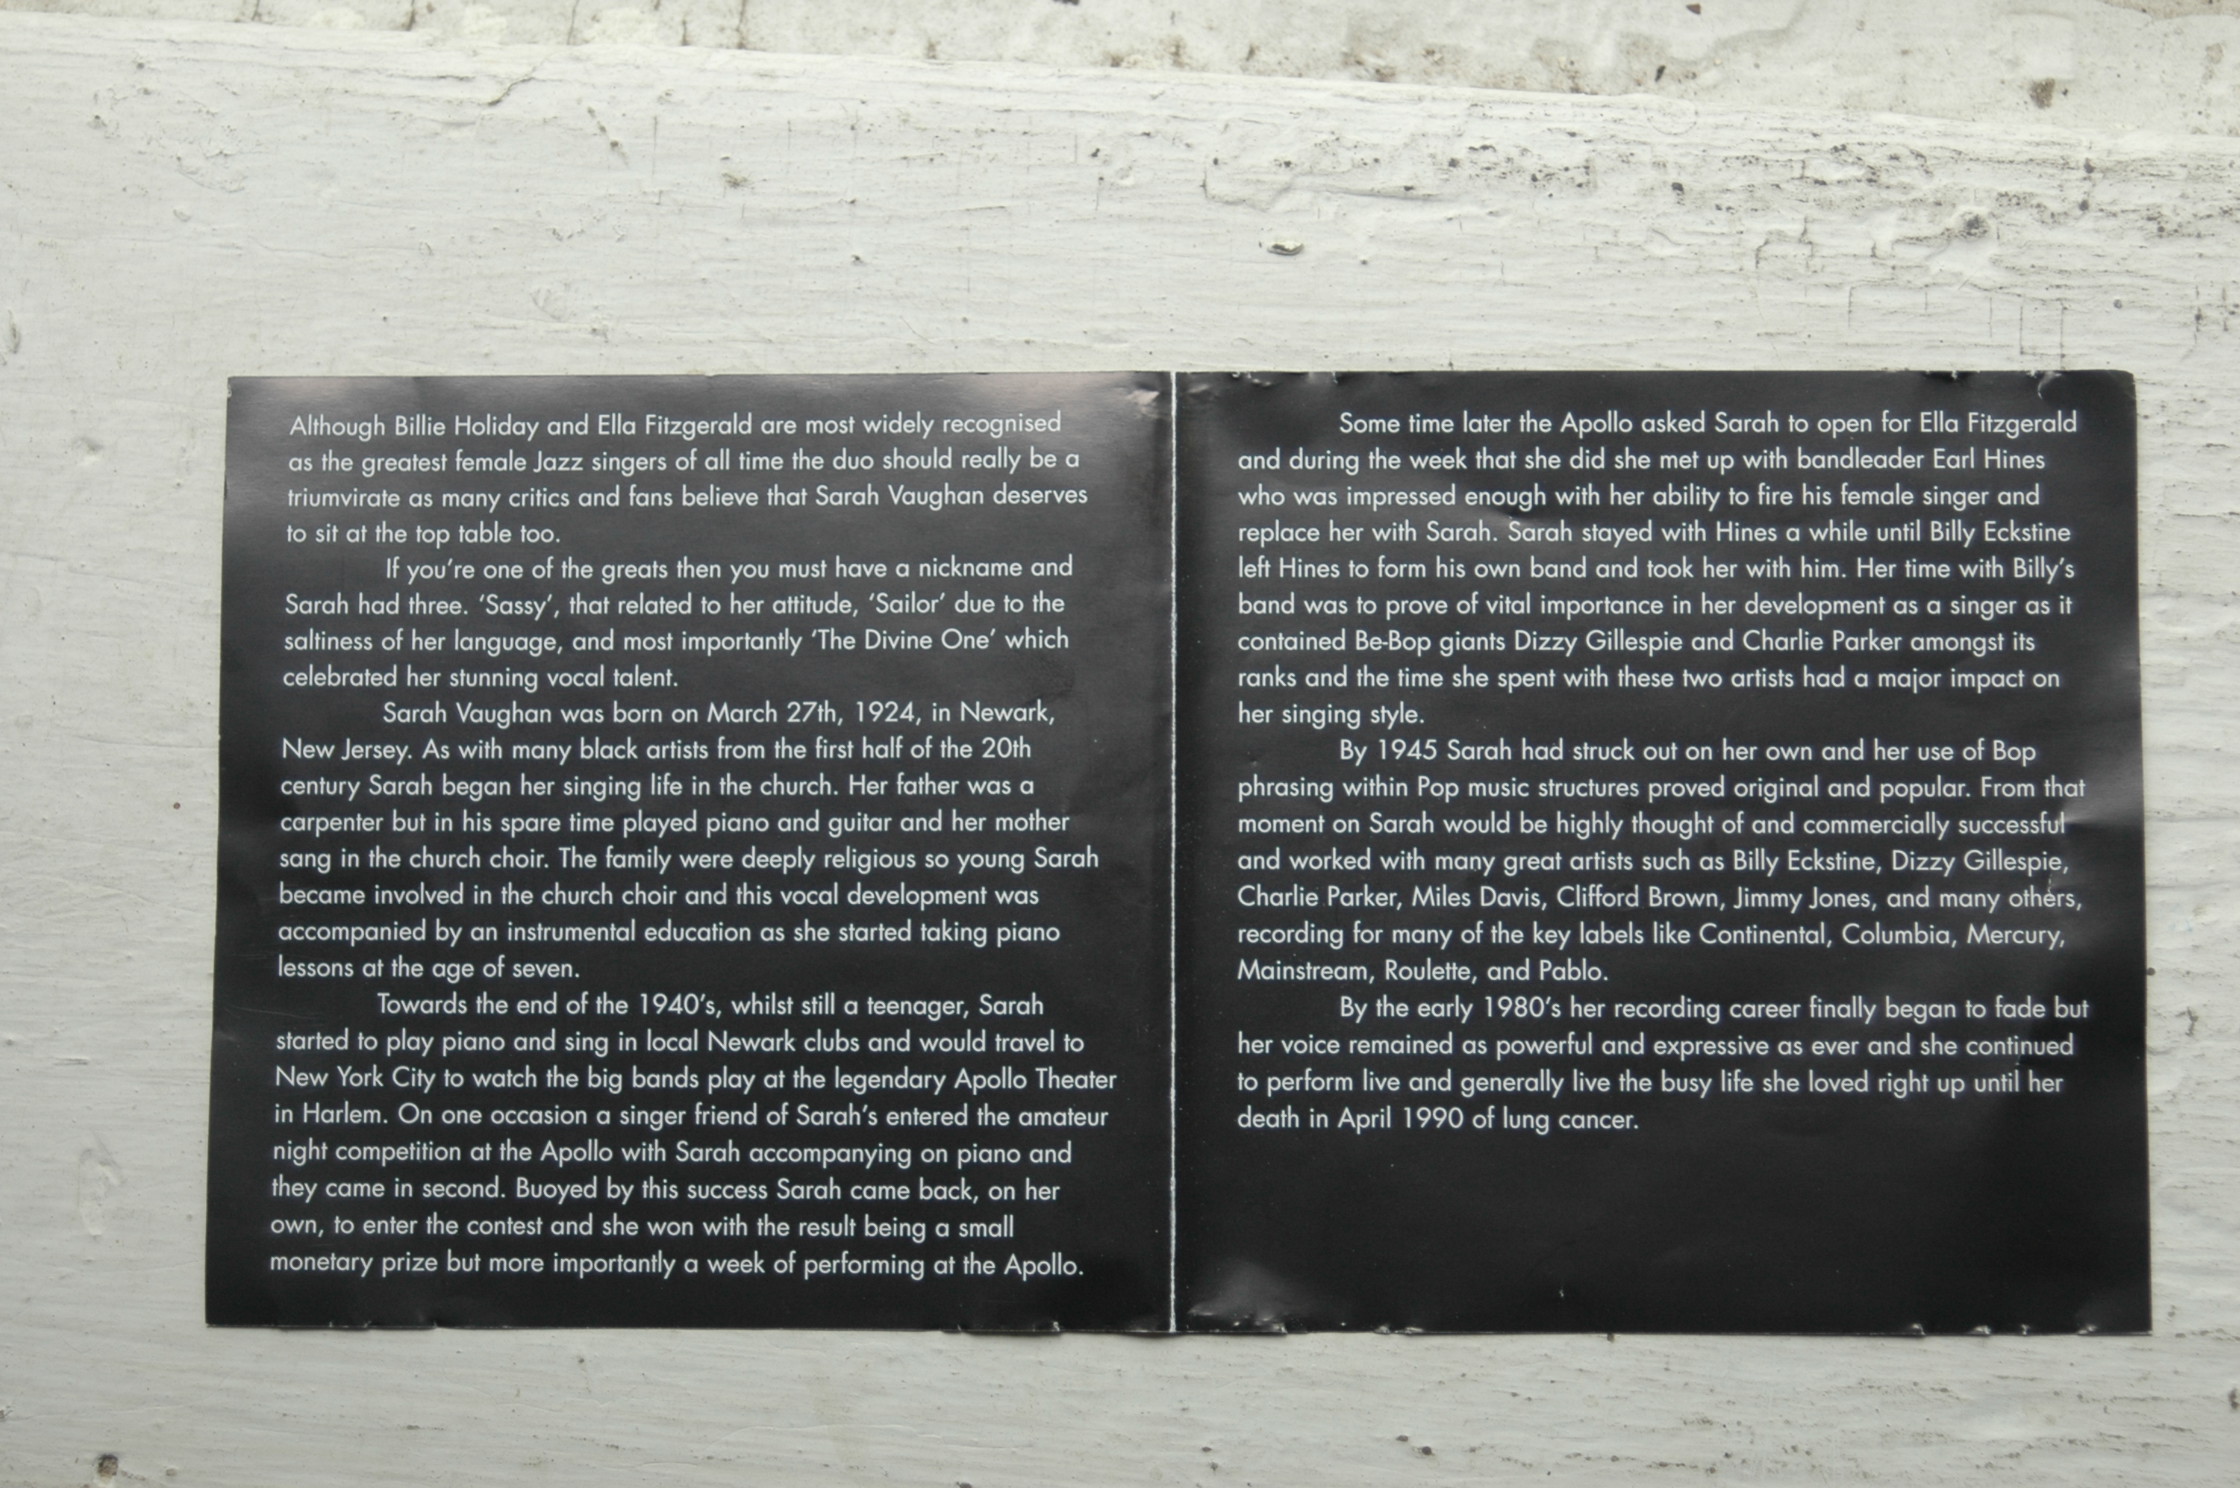 Although Billie Holiday and Ella Fitzgerald are most widely recognised
as the greatest female Jazz singers of all time the duo should really be a
triumvirate as many critics and fans believe that Sarah Vaughan deserves
to sit at the top table too.
If you're one of the greats then you must have a nickname and
Sarah had three. 'Sassy', that related to her attitude, 'Sailor' due to the
saltiness of her language, and most importantly 'The Divine One' which
celebrated her stunning vocal talent.
Sarah Vaughan was born on March 27th, 1924, in Newark,
New Jersey. As with many black artists from the first half of the 20th
century Sarah began her singing life in the church. Her father was a
carpenter but in his spare time played piano and guitar and her mother
sang in the church choir. The family were deeply religious so young Sarah
became involved in the church choir and this vocal development was
accompanied by an instrumental education as she started taking piano
lessons at the age of seven.
Towards the end of the 1940's, whilst still a teenager, Sarah
started to play piano and sing in local Newark clubs and would travel to
New York City to watch the big bands play at the legendary Apollo Theater
in Harlem. On one occasion a singer friend of Sarah's entered the amateur
night competition at the Apollo with Sarah accompanying on piano and
they came in second. Buoyed by this success Sarah came back, on her
own, to enter the contest and she won with the result being a small
monetary prize but more importantly a week of performing at the Apollo.
Some time later the Apollo asked Sarah to open for Ella Fitzgerald
and during the week that she did she met up with bandleader Earl Hines
who was impressed enough with her ability to fire his female singer and
replace her with Sarah. Sarah stayed with Hines a while until Billy Eckstine
left Hines to form his own band and took her with him. Her time with Billy's
band was to prove of vital importance in her development as a singer as it
contained Be-Bop giants Dizzy Gillespie and Charlie Parker amongst its
ranks and the time she spent with these two artists had a major impact on
her singing style.
By 1945 Sarah had struck out on her own and her use of Bop
phrasing within Pop music structures proved original and popular. From that
moment on Sarah would be highly thought of and commercially successful
and worked with many great artists such as Billy Eckstine, Dizzy Gillespie,
Charlie Parker, Miles Davis, Clifford Brown, Jimmy Jones, and many others,
recording for many of the key labels like Continental, Columbia, Mercury,
Mainstream, Roulette, and Pablo.
By the early 1980's her recording career finally began to fade but
her voice remained as powerful and expressive as ever and she continued
to perform live and generally live the busy life she loved right up until her
death in April 1990 of lung cancer.